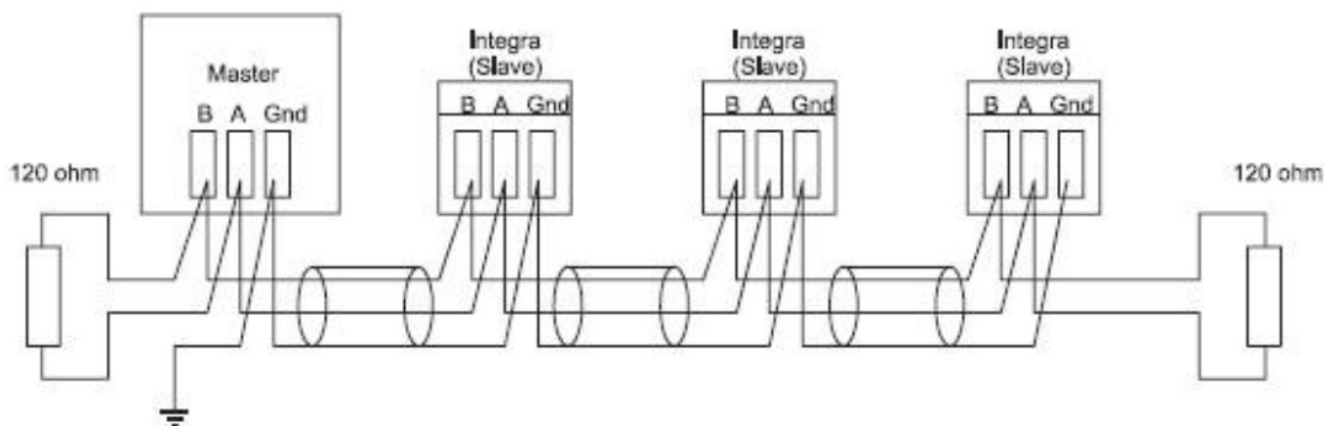 Master
B A Gnd
120 ohm
Integra
(Slave)
B A Gnd
Integra
(Slave)
B A Gnd
Integra
(Slave)
B A Gnd
120 ohm